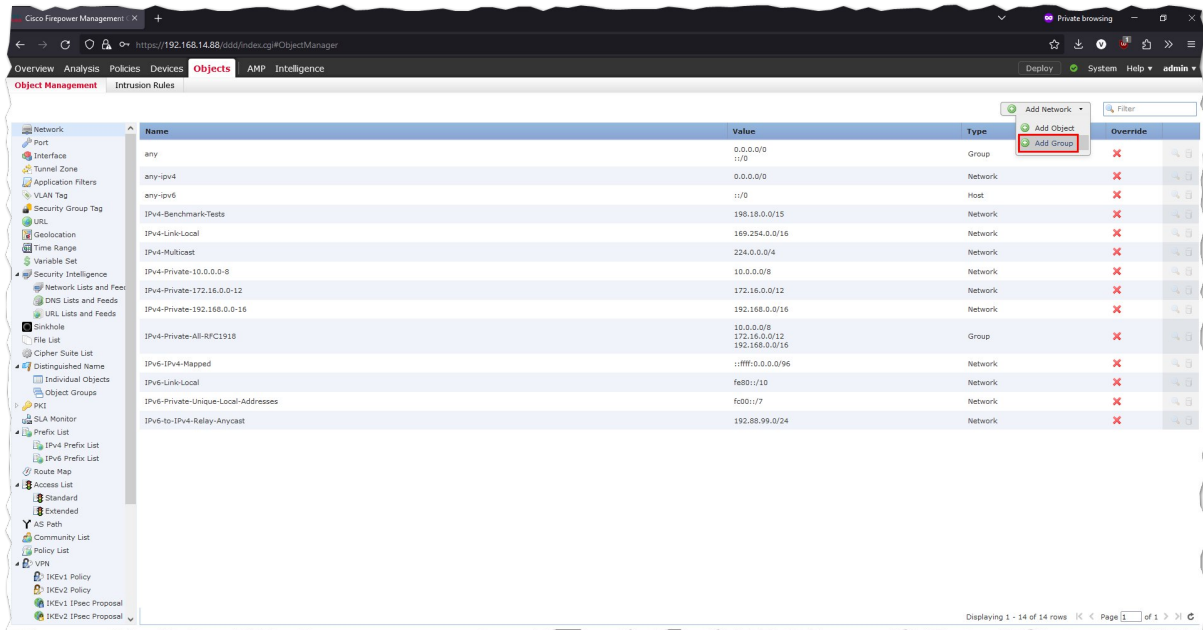 Cisco Firepower Management C
Private browsing
https://192.168.14.88/ddd/index.cgi#ObjectManager
Overview Analysis Policies Devices Objects AMP Intelligence Deploy System Help admin
Object Management Intrusion Rules
Add Network Filter
Add Object
Add Group
Name Value Type Override
any 0.0.0.0/0 Group
::/0
any-ipv4 0.0.0.0/0 Network
any-ipv6 ::/0 Host
IPv4-Benchmark-Tests 198.18.0.0/15 Network
IPv4-Link-Local 169.254.0.0/16 Network
IPv4-Multicast 224.0.0.0/4 Network
IPv4-Private-10.0.0.0-8 10.0.0.0/8 Network
IPv4-Private-172.16.0.0-12 172.16.0.0/12 Network
IPv4-Private-192.168.0.0-16 192.168.0.0/16 Network
10.0.0.0/8
IPv4-Private-All-RFC1918 172.16.0.0/12 Group
192.168.0.0/16
IPv6-IPv4-Mapped ::ffff:0.0.0.0/96 Network
IPv6-Link-Local fe80::/10 Network
IPv6-Private-Unique-Local-Addresses fc00::/7 Network
IPv6-to-IPv4-Relay-Anycast 192.88.99.0/24 Network
Network
Port
Interface
Tunnel Zone
Application Filters
VLAN Tag
Security Group Tag
URL
Geolocation
Time Range
Variable Set
Security Intelligence
Network Lists and Feed
DNS Lists and Feeds
URL Lists and Feeds
Sinkhole
File List
Cipher Suite List
Distinguished Name
Individual Objects
Object Groups
PKI
SLA Monitor
Prefix List
IPv4 Prefix List
IPv6 Prefix List
Route Map
Access List
Standard
Extended
AS Path
Community List
Policy List
VPN
IKEv1 Policy
IKEv2 Policy
IKEv1 IPsec Proposal
IKEv2 IPsec Proposal
Displaying 1 - 14 of 14 rows Page 1 of 1